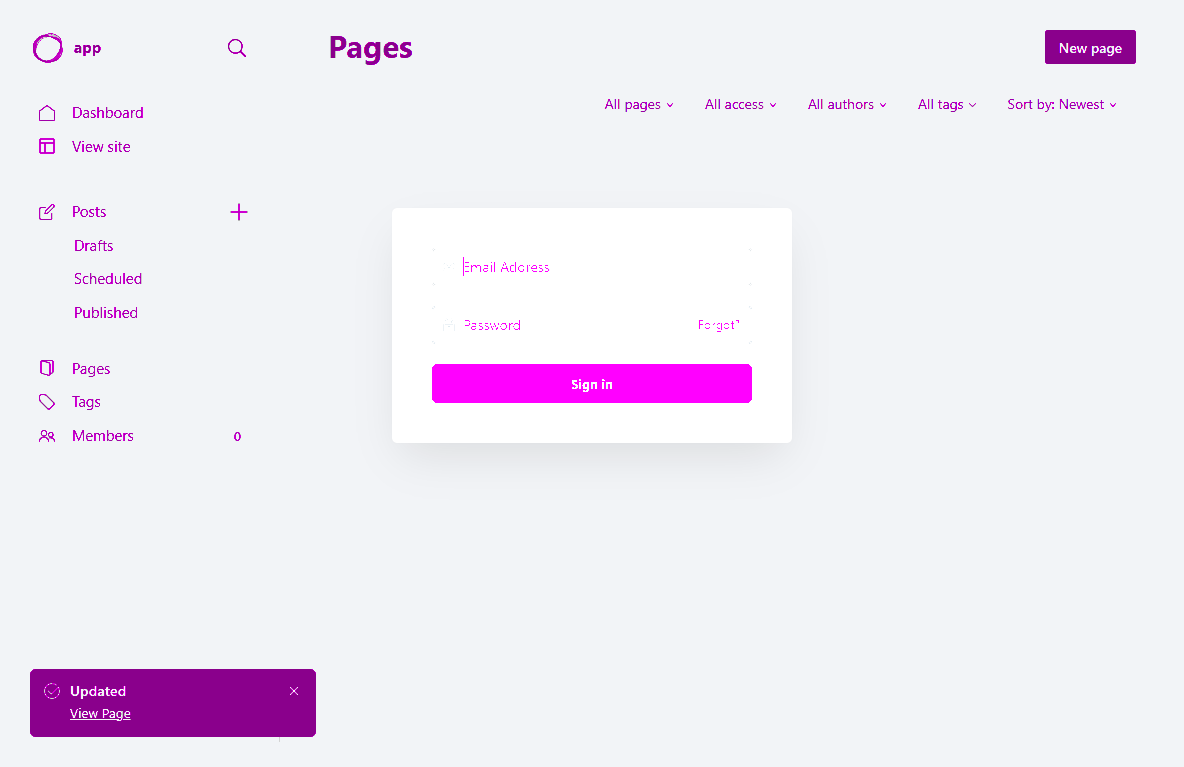 app
Pages
New page
All pages
All access
All authors
All tags
Sort by: Newest
Dashboard
View site
Posts
Drafts
Scheduled
Published
Pages
Tags
Members
0
Email Address
Password
Forgot?
Sign in
Updated
View Page